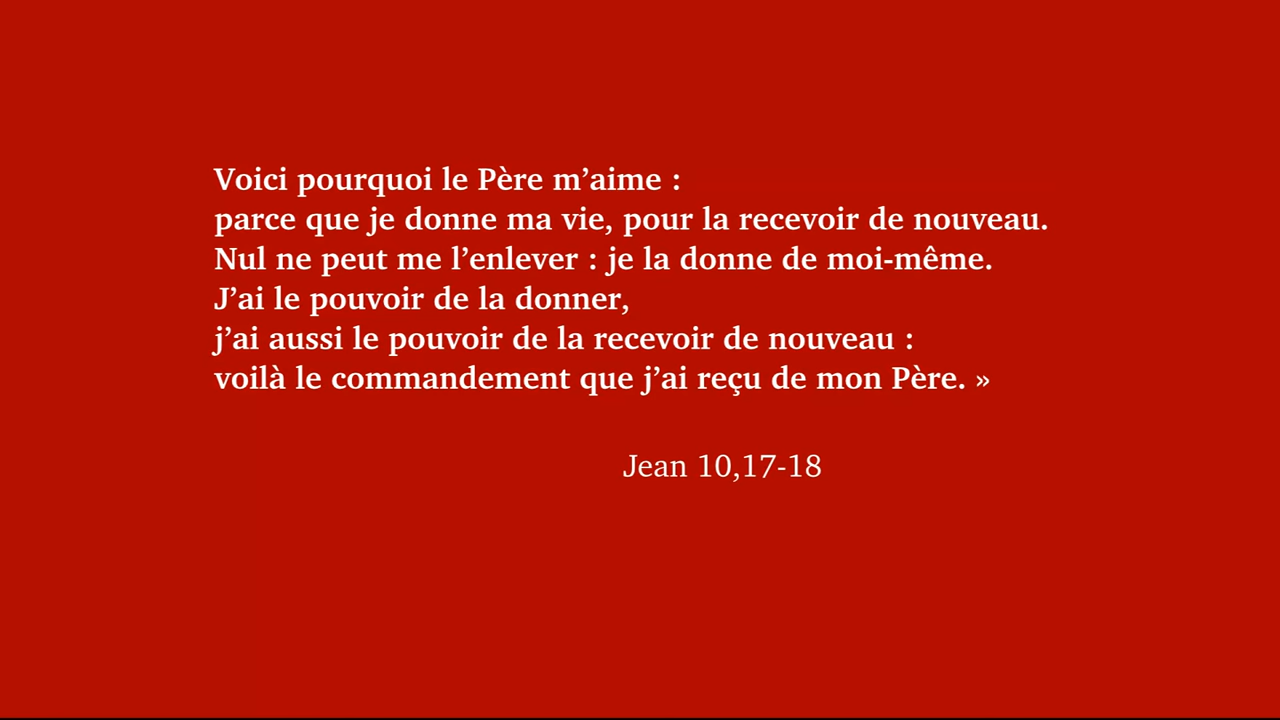 Voici pourquoi le Père m’aime :
parce que je donne ma vie, pour la recevoir de nouveau.
Nul ne peut me l’enlever : je la donne de moi-même.
J’ai le pouvoir de la donner,
j’ai aussi le pouvoir de la recevoir de nouveau :
voilà le commandement que j’ai reçu de mon Père. »
Jean 10,17-18